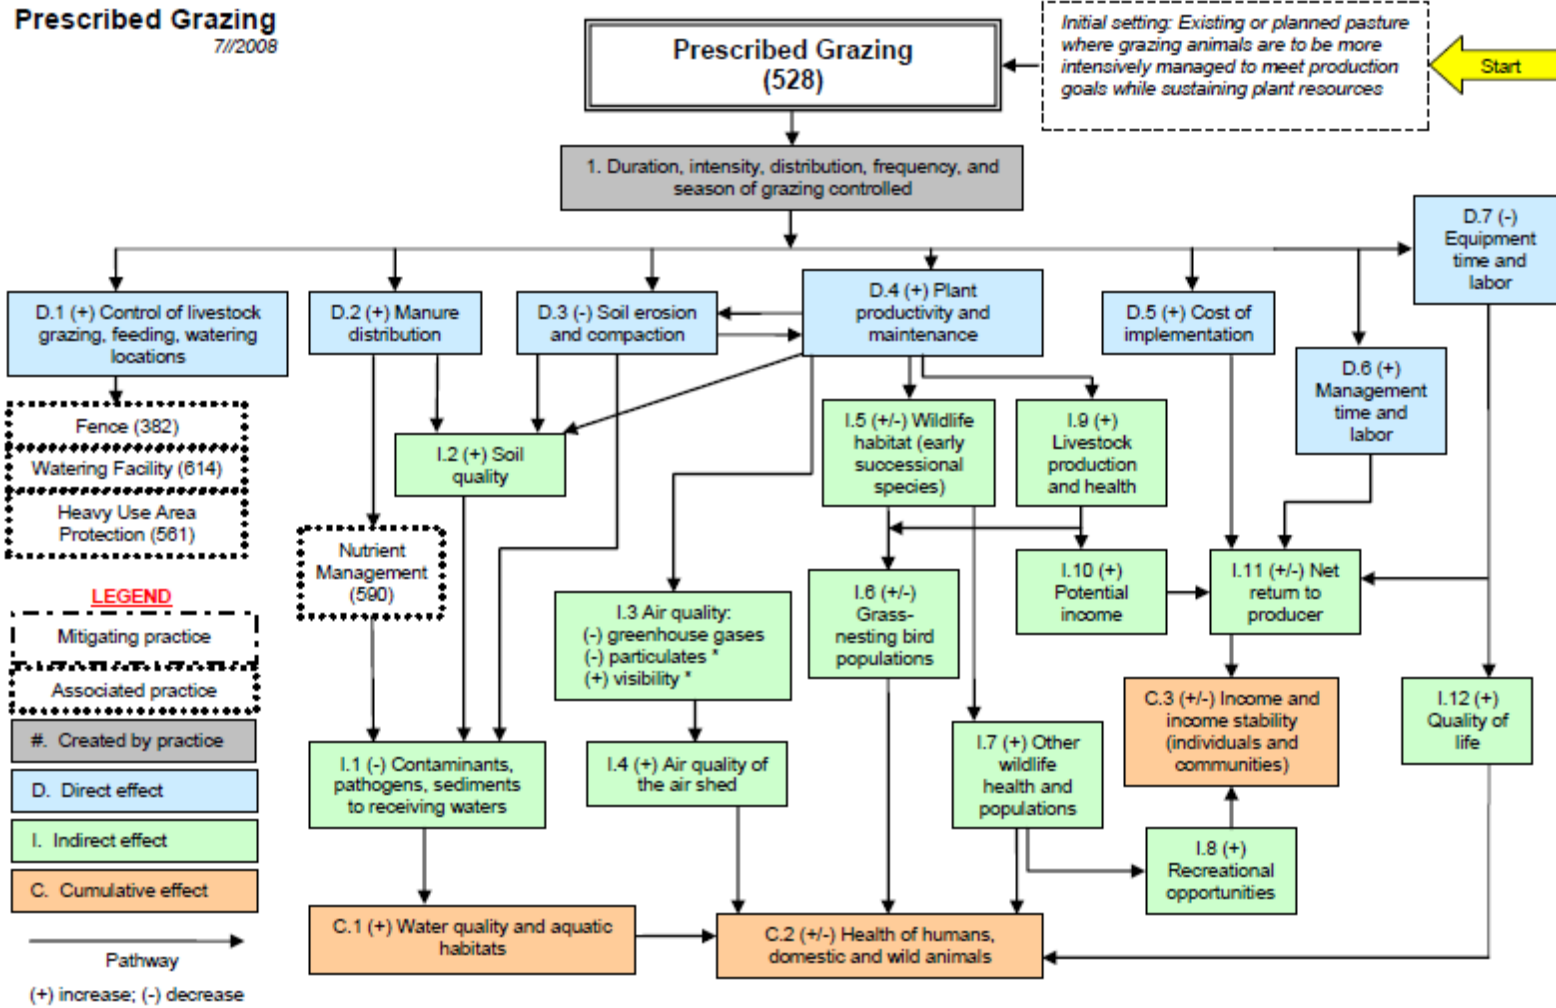 Prescribed Grazing
7//2008
Prescribed Grazing
(528)
Initial setting: Existing or planned pasture
where grazing animals are to be more
intensively managed to meet production
goals while sustaining plant resources
Start
1. Duration, intensity, distribution, frequency, and
season of grazing controlled
D.7 (-)
Equipment
time and
labor
D.1 (+) Control of livestock
grazing, feeding, watering
locations
D.2 (+) Manure
distribution
D.3 (-) Soil erosion
and compaction
D.4 (+) Plant
productivity and
maintenance
D.5 (+) Cost of
implementation
D.6 (+)
Management
time and
labor
Fence (382)
Watering Facility (614)
Heavy Use Area
Protection (561)
I.2 (+) Soil
quality
I.5 (+/-) Wildlife
habitat (early
successional
species)
I.9 (+)
Livestock
production
and health
Nutrient
Management
(590)
I.3 Air quality:
(-) greenhouse gases
(-) particulates *
(+) visibility *
I.6 (+/-)
Grass-
nesting bird
populations
I.10 (+)
Potential
income
I.11 (+/-) Net
return to
producer
LEGEND
Mitigating practice
Associated practice
#. Created by practice
D. Direct effect
I. Indirect effect
C. Cumulative effect
Pathway
(+) increase; (-) decrease
I.1 (-) Contaminants,
pathogens, sediments
to receiving waters
I.4 (+) Air quality of
the air shed
I.7 (+) Other
wildlife
health and
populations
C.3 (+/-) Income and
income stability
(individuals and
communities)
I.12 (+)
Quality of
life
I.8 (+)
Recreational
opportunities
C.1 (+) Water quality and aquatic
habitats
C.2 (+/-) Health of humans,
domestic and wild animals